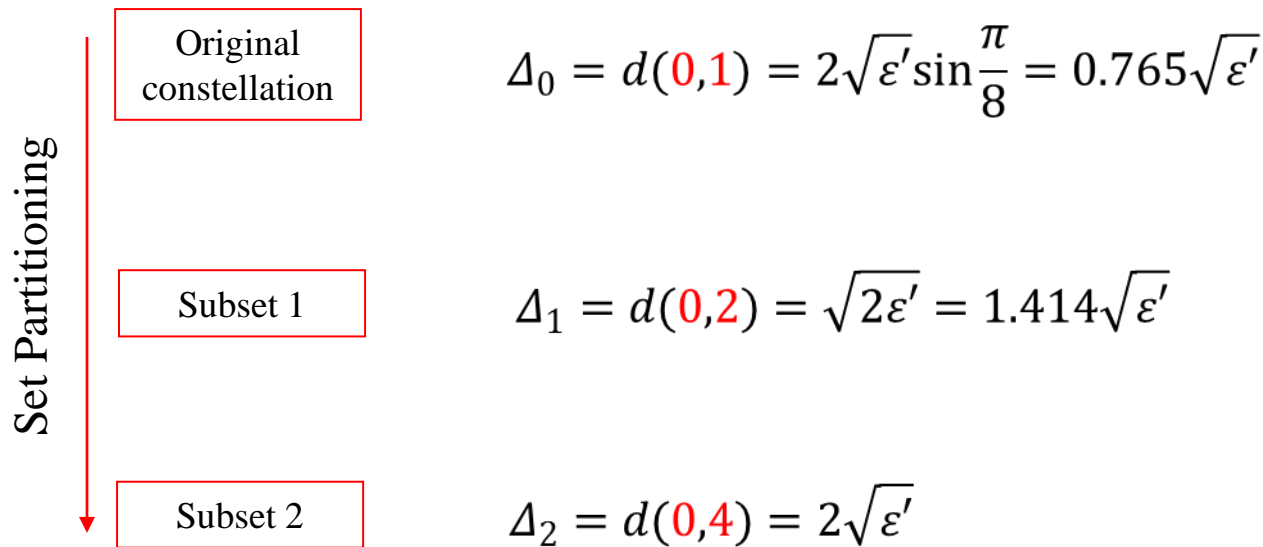 Set Partitioning
Original
constellation
Δ₀ = d(0,1) = 2√ε′ sin π/8 = 0.765√ε′
Subset 1
Δ₁ = d(0,2) = √2ε′ = 1.414√ε′
Subset 2
Δ₂ = d(0,4) = 2√ε′